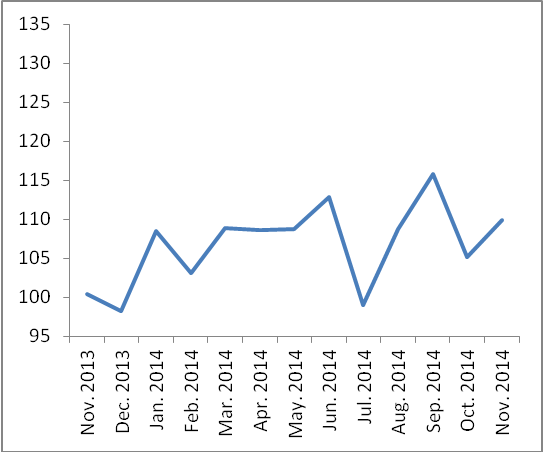 135
130
125
120
115
110
105
100
95
Nov. 2013
Dec. 2013
Jan. 2014
Feb. 2014
Mar. 2014
Apr. 2014
May. 2014
Jun. 2014
Jul. 2014
Aug. 2014
Sep. 2014
Oct. 2014
Nov. 2014